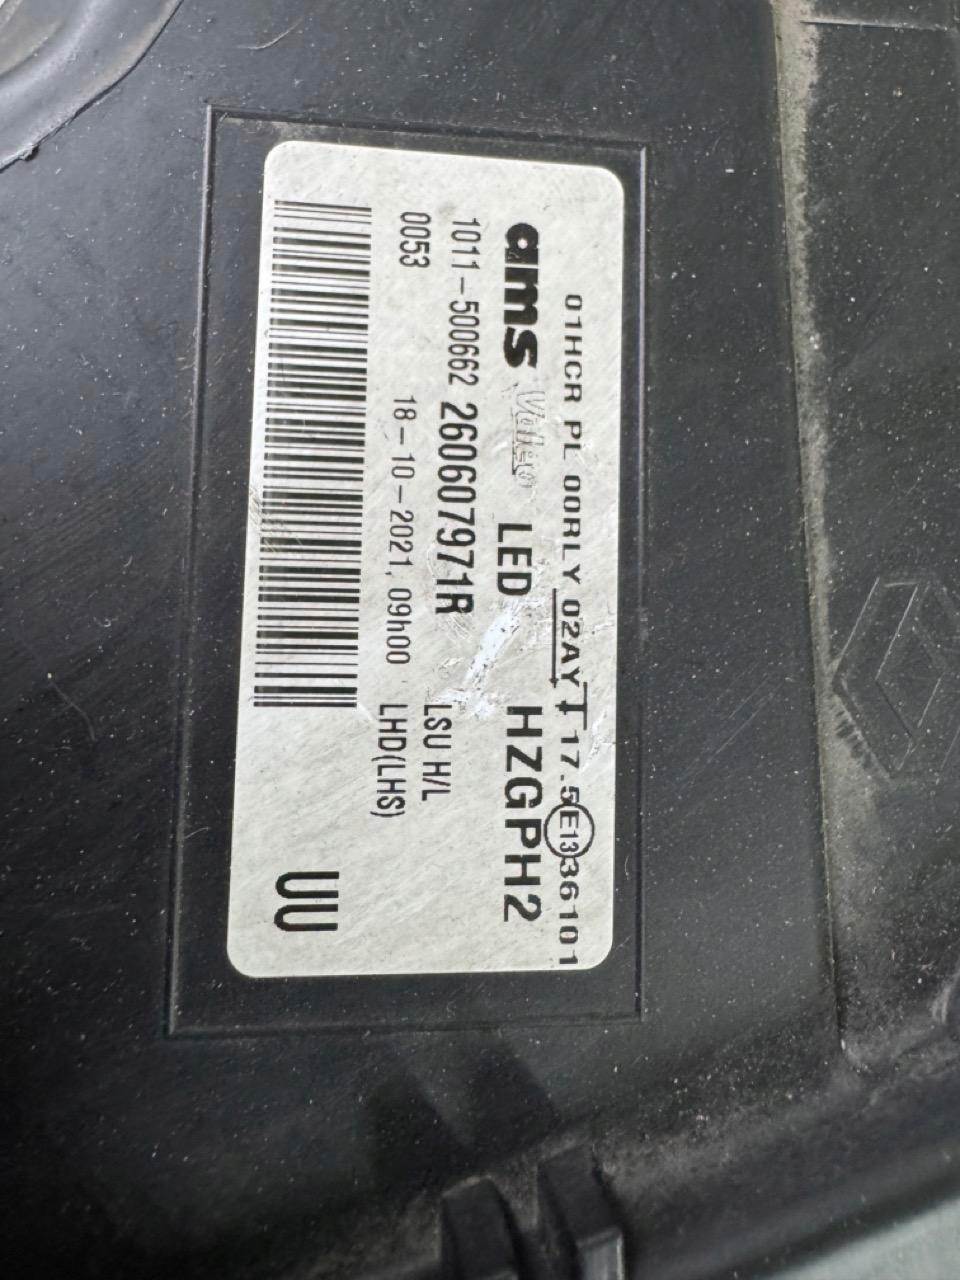 01HCR PL 00RLY 02AY 17.5 E13 36101
ams Valeo LED HZGPH2
1011-500662 260607971R LSU H/L
0053 18-10-2021, 09h00 LHD(LHS)
UU